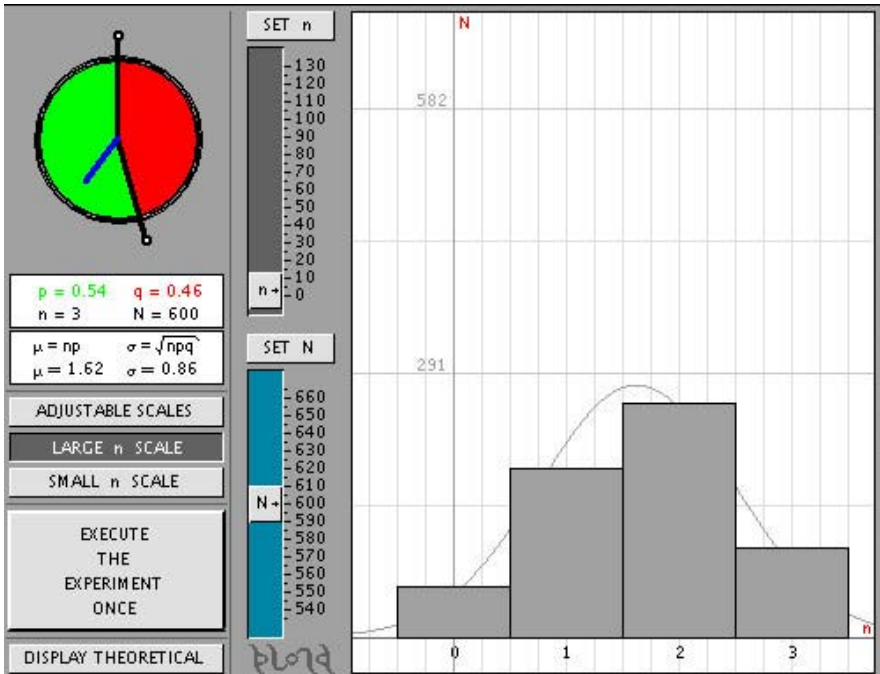 p = 0.54 q = 0.46
n = 3 N = 600
μ = np σ = √npq
μ = 1.62 σ = 0.86
ADJUSTABLE SCALES
LARGE n SCALE
SMALL n SCALE
EXECUTE
THE
EXPERIMENT
ONCE
DISPLAY THEORETICAL
SET n
130
120
110
100
90
80
70
60
50
40
30
20
10
0
n
SET N
660
650
640
630
620
610
600
590
580
570
560
550
540
N
N
582
291
n
0 1 2 3